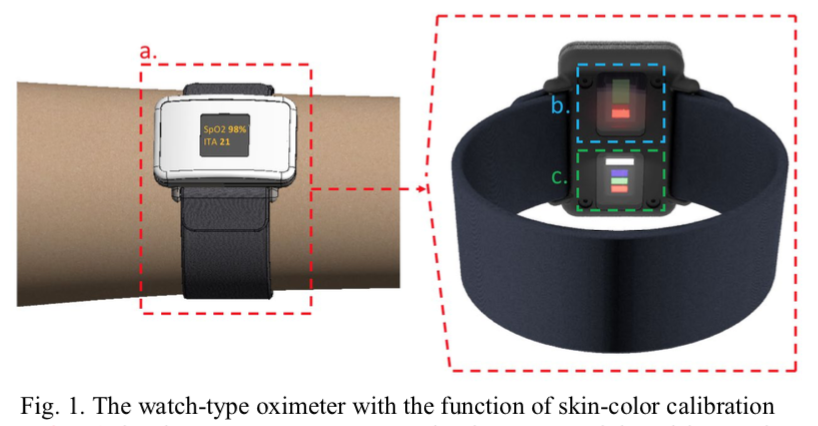 a.
SpO2 98%
ITA 21
b.
c.
Fig. 1. The watch-type oximeter with the function of skin-color calibration